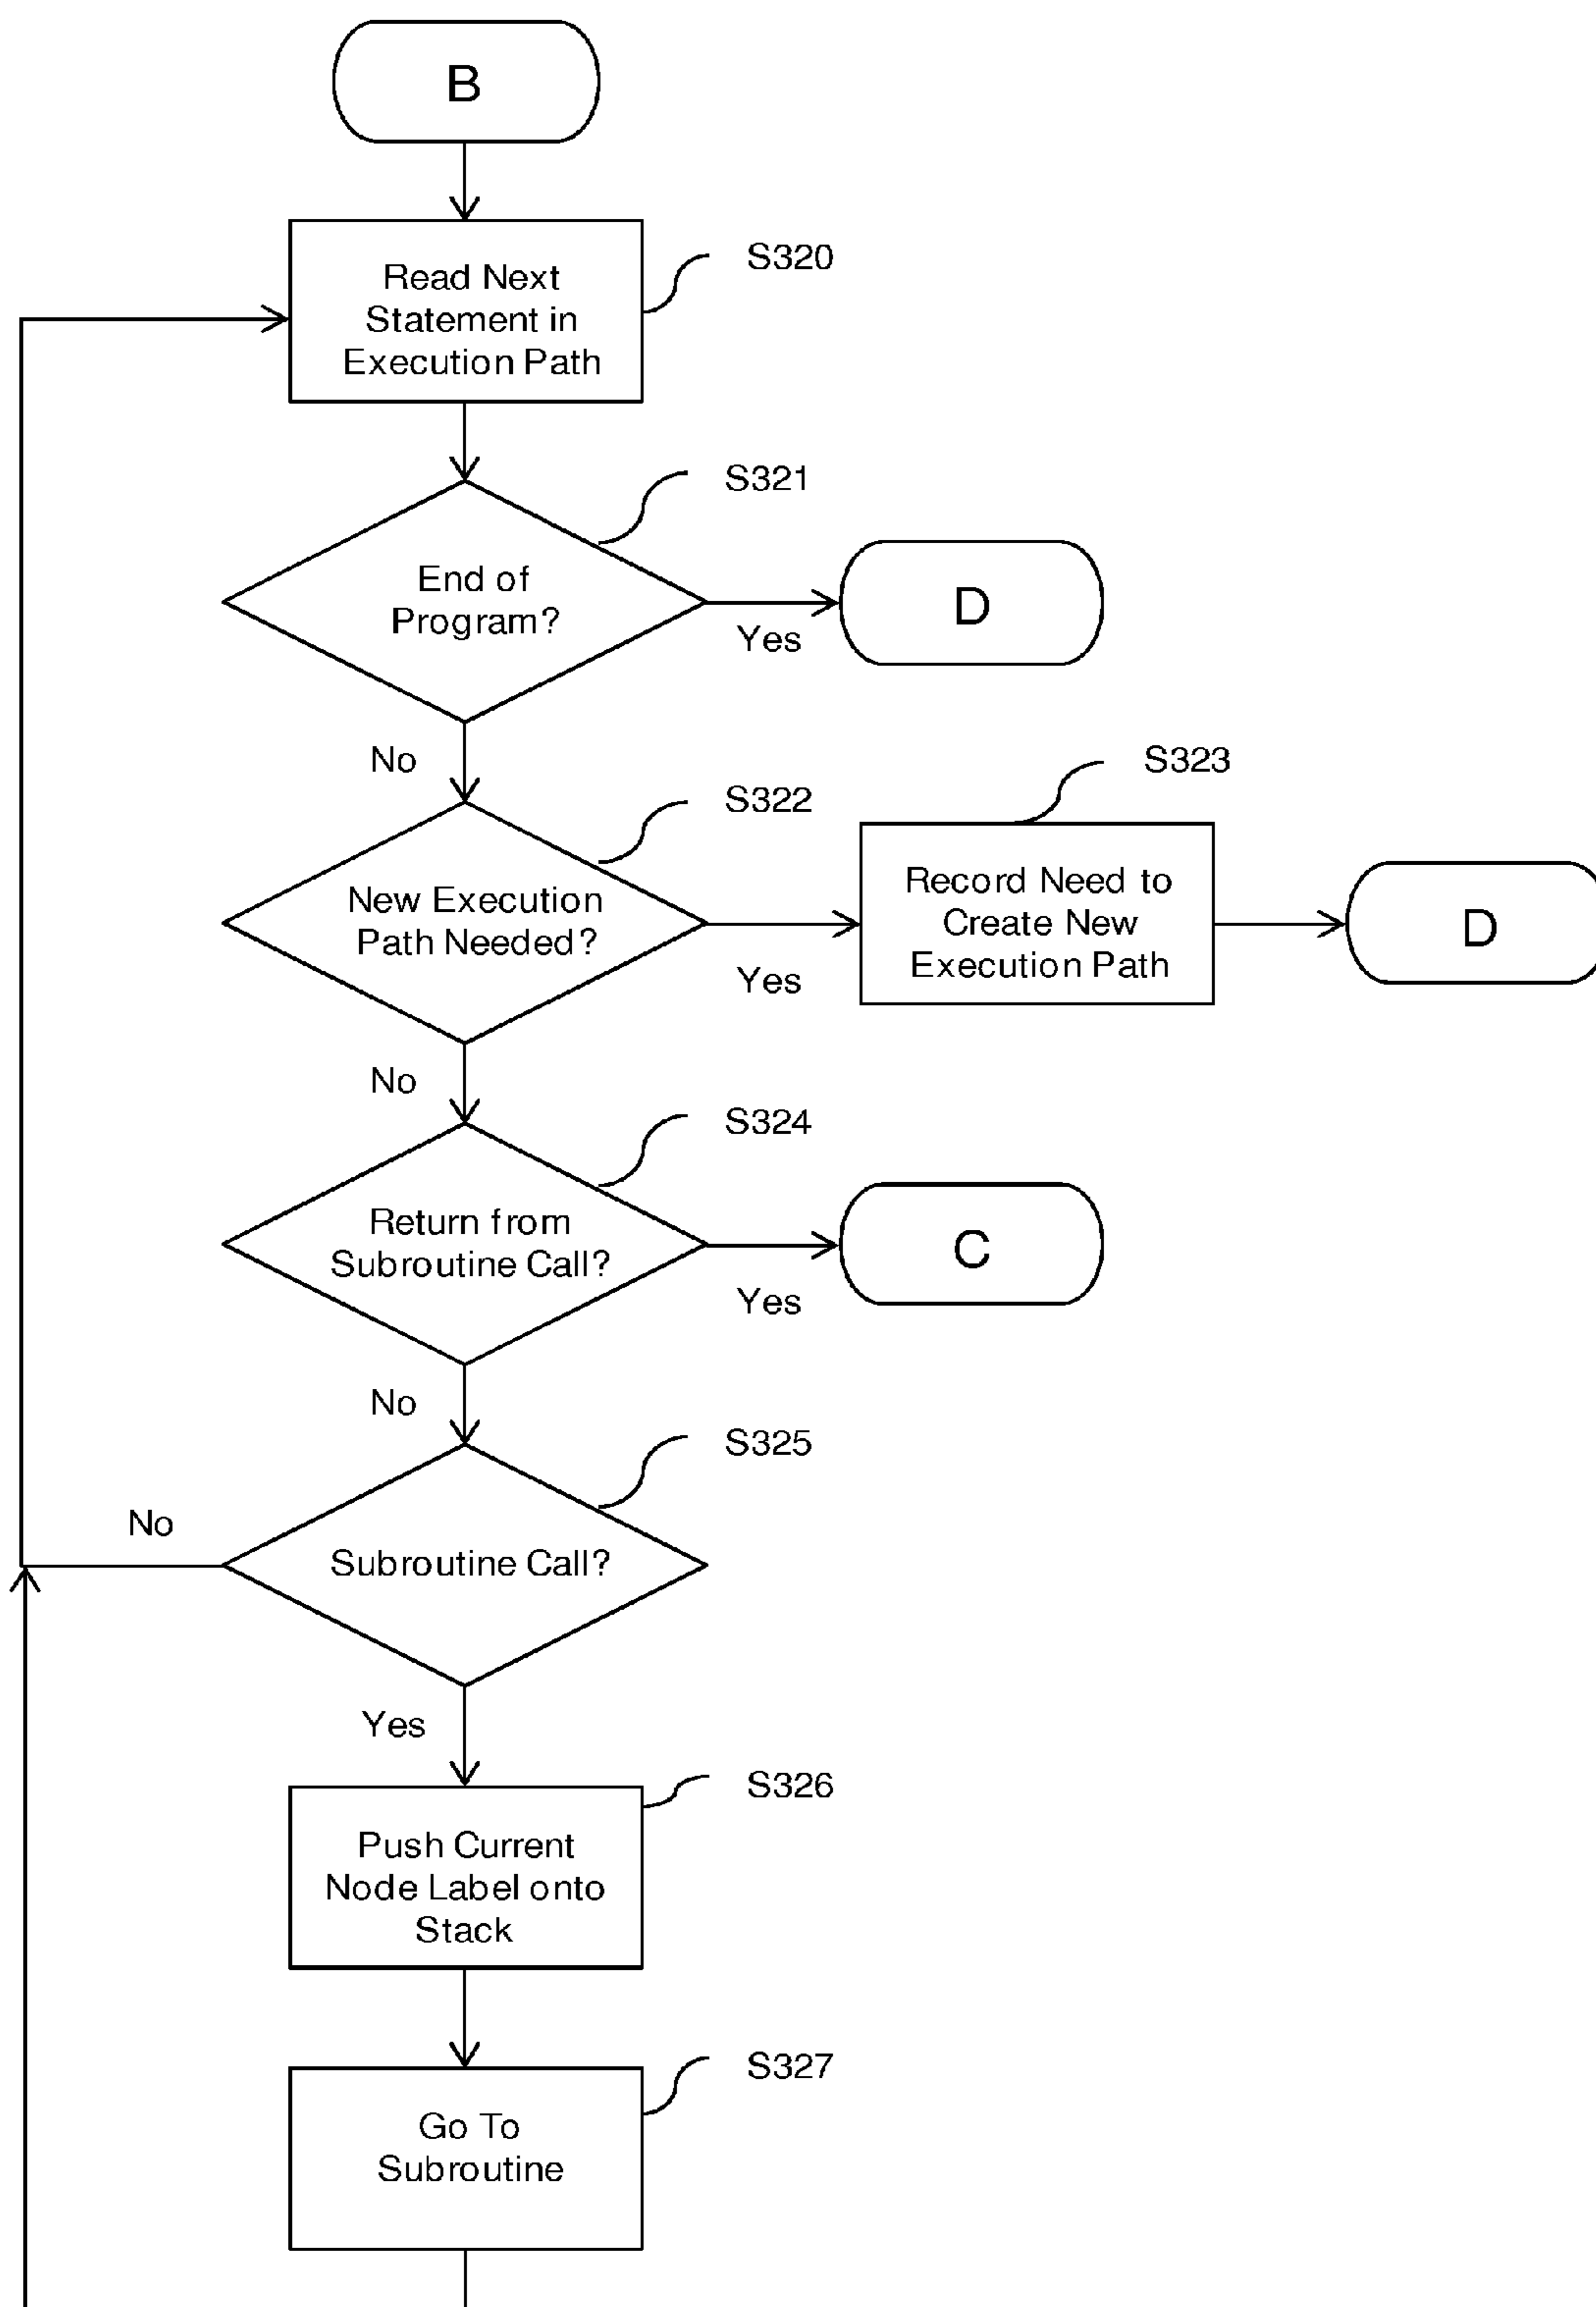 B
S320
Read Next
Statement in
Execution Path
S321
End of
Program?
D
Yes
No
S323
S322
Record Need to
Create New
Execution Path
New Execution
Path Needed?
D
Yes
No
S324
Return from
Subroutine Call?
C
Yes
No
S325
No
Subroutine Call?
Yes
S326
Push Current
Node Label onto
Stack
S327
Go To
Subroutine